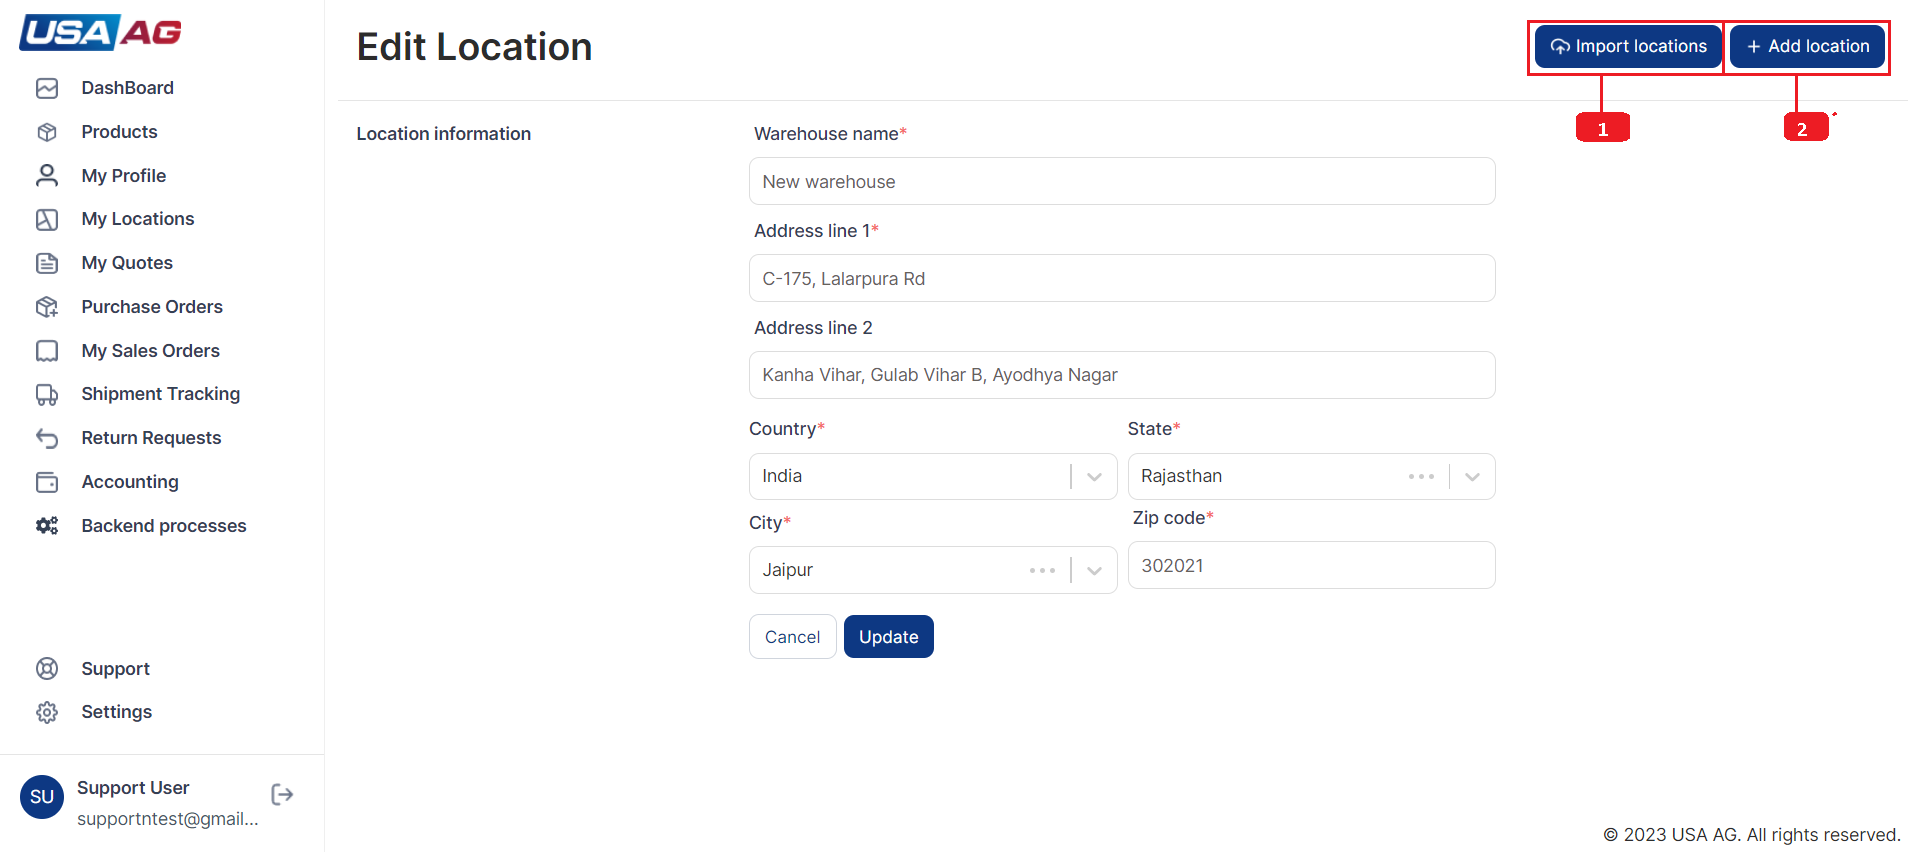 USA AG
DashBoard
Products
My Profile
My Locations
My Quotes
Purchase Orders
My Sales Orders
Shipment Tracking
Return Requests
Accounting
Backend processes
Support
Settings
SU
Support User
supportntest@gmail...
Edit Location
Import locations
+ Add location
1
2
Location information
Warehouse name*
New warehouse
Address line 1*
C-175, Lalarpura Rd
Address line 2
Kanha Vihar, Gulab Vihar B, Ayodhya Nagar
Country* State*
India Rajasthan
City* Zip code*
Jaipur 302021
Cancel Update
© 2023 USA AG. All rights reserved.